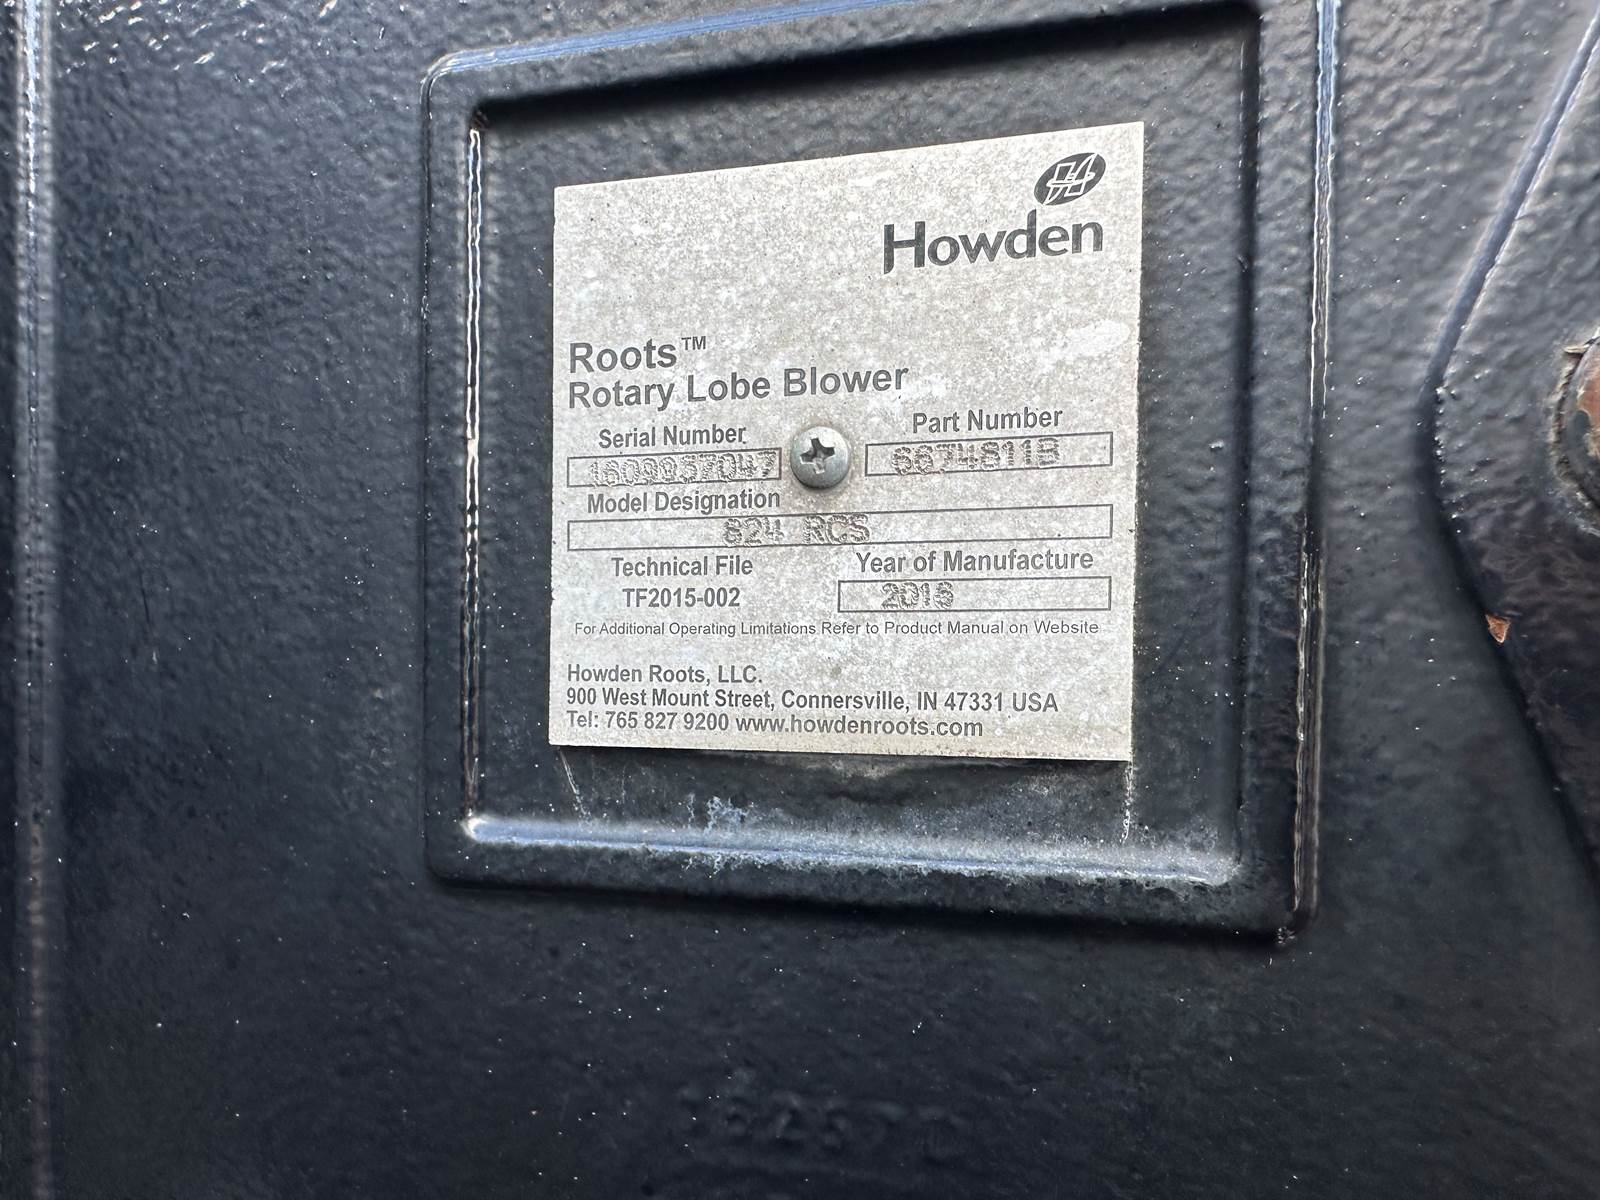 Howden
Roots™
Rotary Lobe Blower
Serial Number
Part Number
6674811B
Model Designation
824 RCS
Technical File
Year of Manufacture
TF2015-002
For Additional Operating Limitations Refer to Product Manual on Website
Howden Roots, LLC.
900 West Mount Street, Connersville, IN 47331 USA
Tel: 765 827 9200 www.howdenroots.com